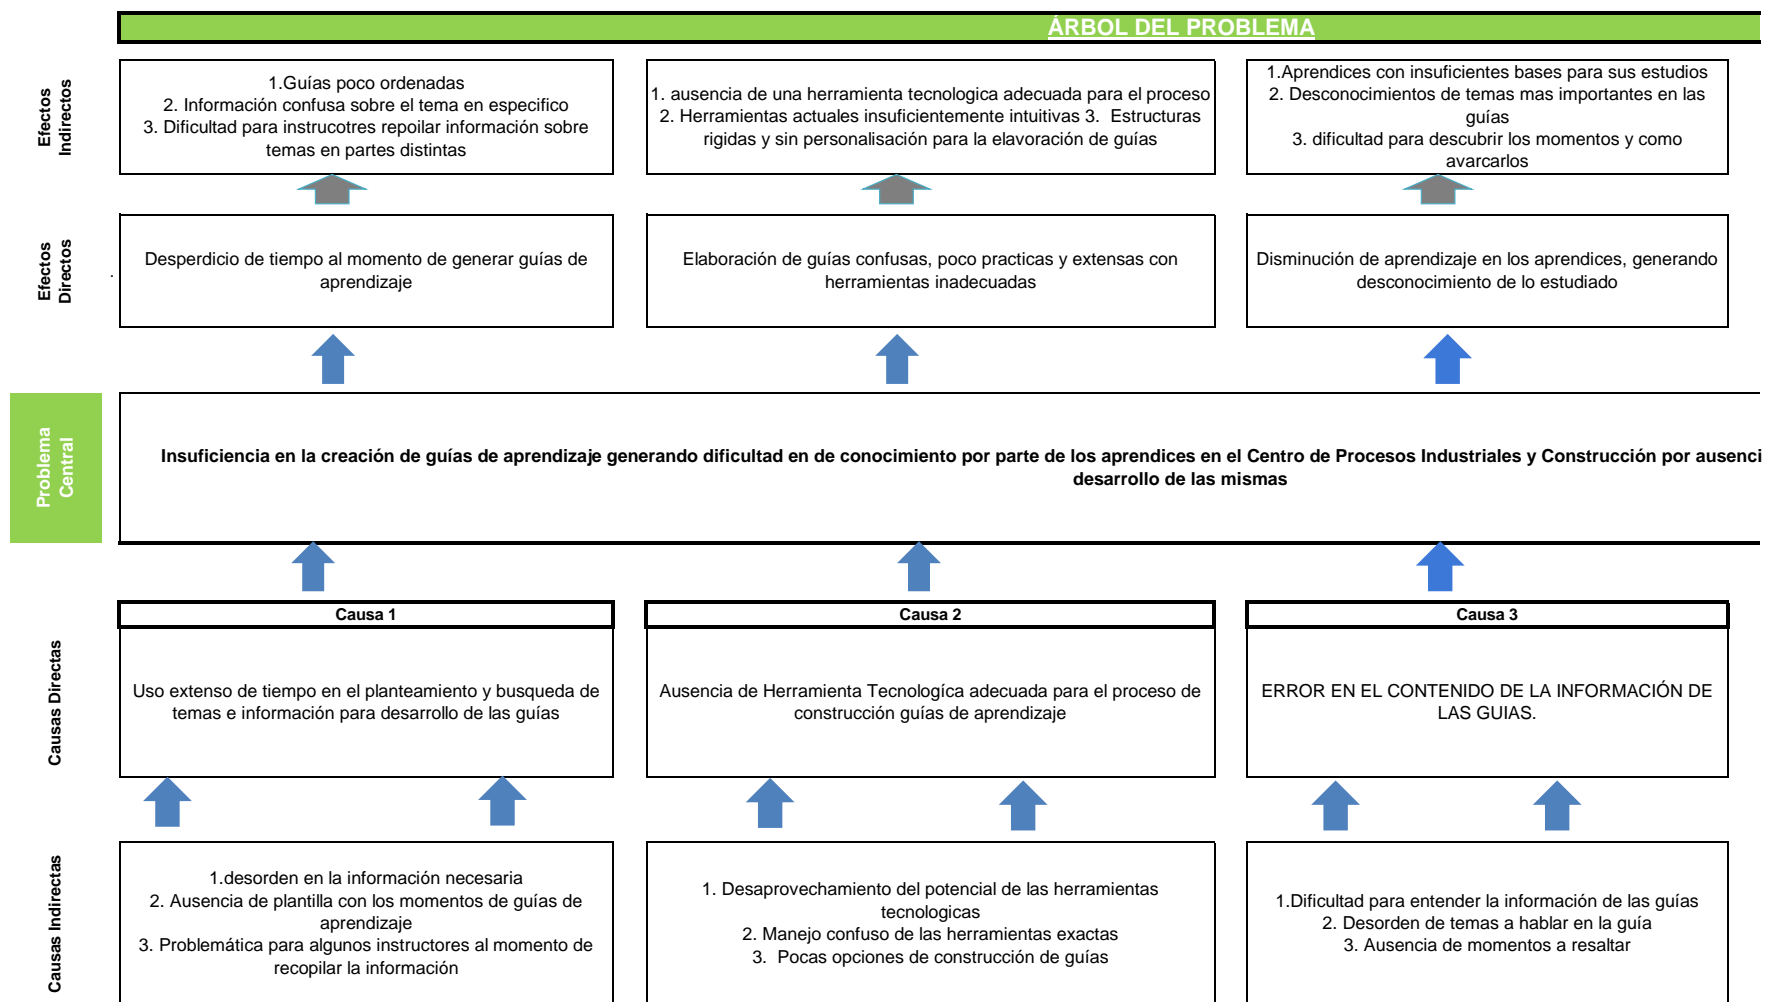 ÁRBOL DEL PROBLEMA
Efectos
Indirectos
1.Guías poco ordenadas
2. Información confusa sobre el tema en especifico
3. Dificultad para instrucotres repoilar información sobre
temas en partes distintas
1. ausencia de una herramienta tecnologica adecuada para el proceso
2. Herramientas actuales insuficientemente intuitivas 3.  Estructuras
rigidas y sin personalisación para la elavoración de guías
1.Aprendices con insuficientes bases para sus estudios
2. Desconocimientos de temas mas importantes en las
guías
3. dificultad para descubrir los momentos y como
avarcarlos
Efectos
Directos
.
Desperdicio de tiempo al momento de generar guías de
aprendizaje
Elaboración de guías confusas, poco practicas y extensas con
herramientas inadecuadas
Disminución de aprendizaje en los aprendices, generando
desconocimiento de lo estudiado
Problema
Central
Insuficiencia en la creación de guías de aprendizaje generando dificultad en de conocimiento por parte de los aprendices en el Centro de Procesos Industriales y Construcción por ausenci
desarrollo de las mismas
Causas Directas
Causa 1
Uso extenso de tiempo en el planteamiento y busqueda de
temas e información para desarrollo de las guías
Causa 2
Ausencia de Herramienta Tecnologíca adecuada para el proceso de
construcción guías de aprendizaje
Causa 3
ERROR EN EL CONTENIDO DE LA INFORMACIÓN DE
LAS GUIAS.
Causas Indirectas
1.desorden en la información necesaria
2. Ausencia de plantilla con los momentos de guías de
aprendizaje
3. Problemática para algunos instructores al momento de
recopilar la información
1. Desaprovechamiento del potencial de las herramientas
tecnologicas
2. Manejo confuso de las herramientas exactas
3.  Pocas opciones de construcción de guías
1.Dificultad para entender la información de las guías
2. Desorden de temas a hablar en la guía
3. Ausencia de momentos a resaltar